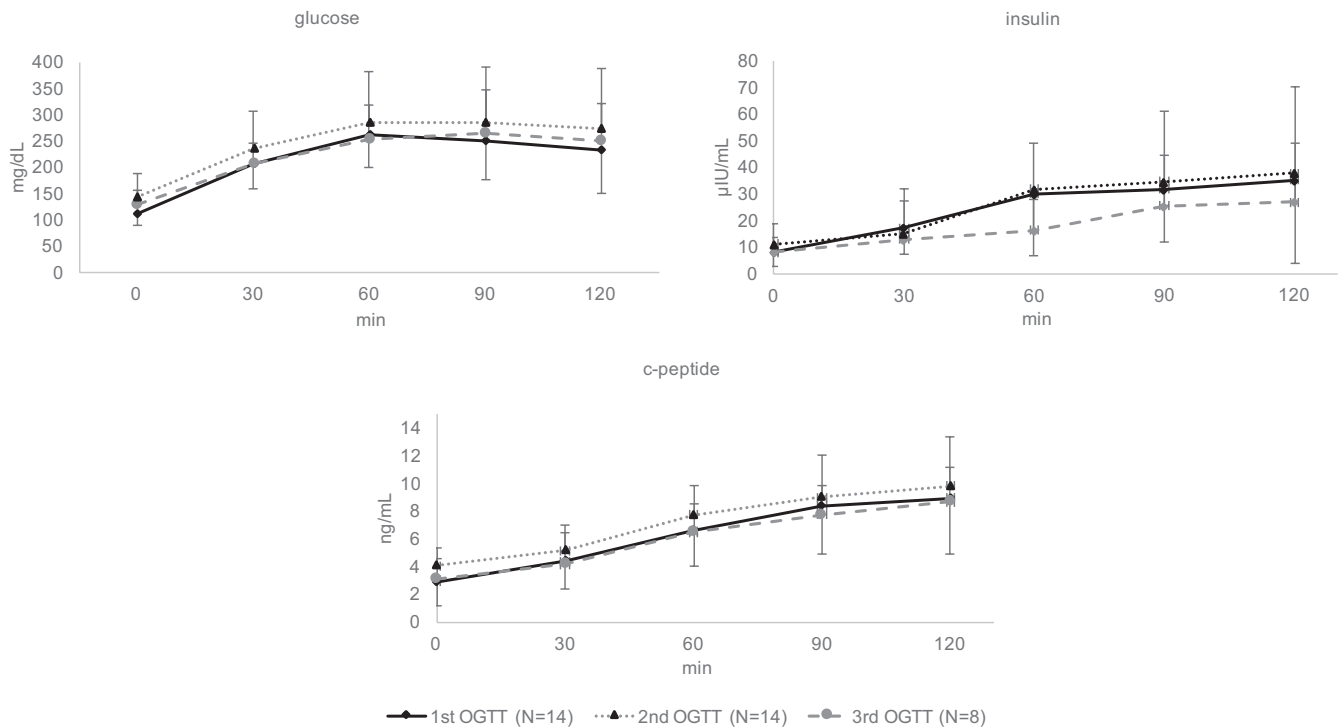 glucose
400
350
300
250
200
150
100
50
0
mg/dL
0 30 60 90 120
min
insulin
80
70
60
50
40
30
20
10
0
µIU/mL
0 30 60 90 120
min
c-peptide
14
12
10
8
6
4
2
0
ng/mL
0 30 60 90 120
min
1st OGTT (N=14) 2nd OGTT (N=14) 3rd OGTT (N=8)